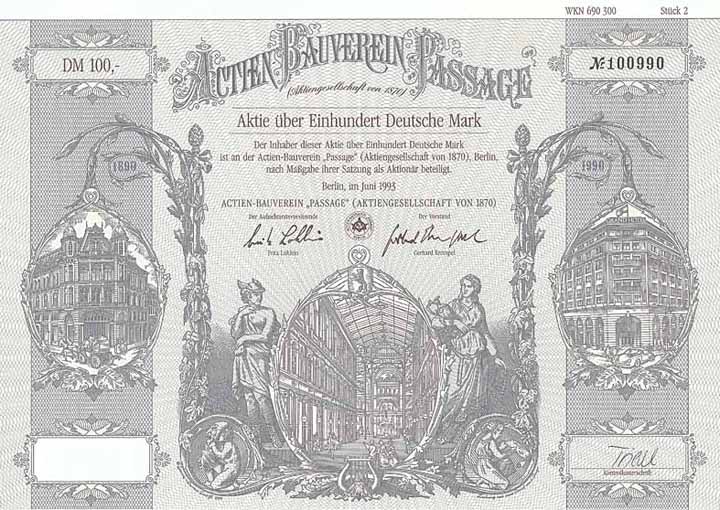 WKN 690 300 Stück 2
DM 100,-
ACTIEN-BAUVEREIN PASSAGE
№100990
(Aktiengesellschaft von 1870)
Aktie über Einhundert Deutsche Mark
Der Inhaber dieser Aktie über Einhundert Deutsche Mark
ist an der Actien-Bauverein „Passage“ (Aktiengesellschaft von 1870), Berlin,
nach Maßgabe ihrer Satzung als Aktionär beteiligt.
Berlin, im Juni 1993
ACTIEN-BAUVEREIN „PASSAGE“ (AKTIENGESELLSCHAFT VON 1870)
Der Aufsichtsratsvorsitzende Der Vorstand
Gerhard Rrempel
1890
1990
Kontrollunterschrift